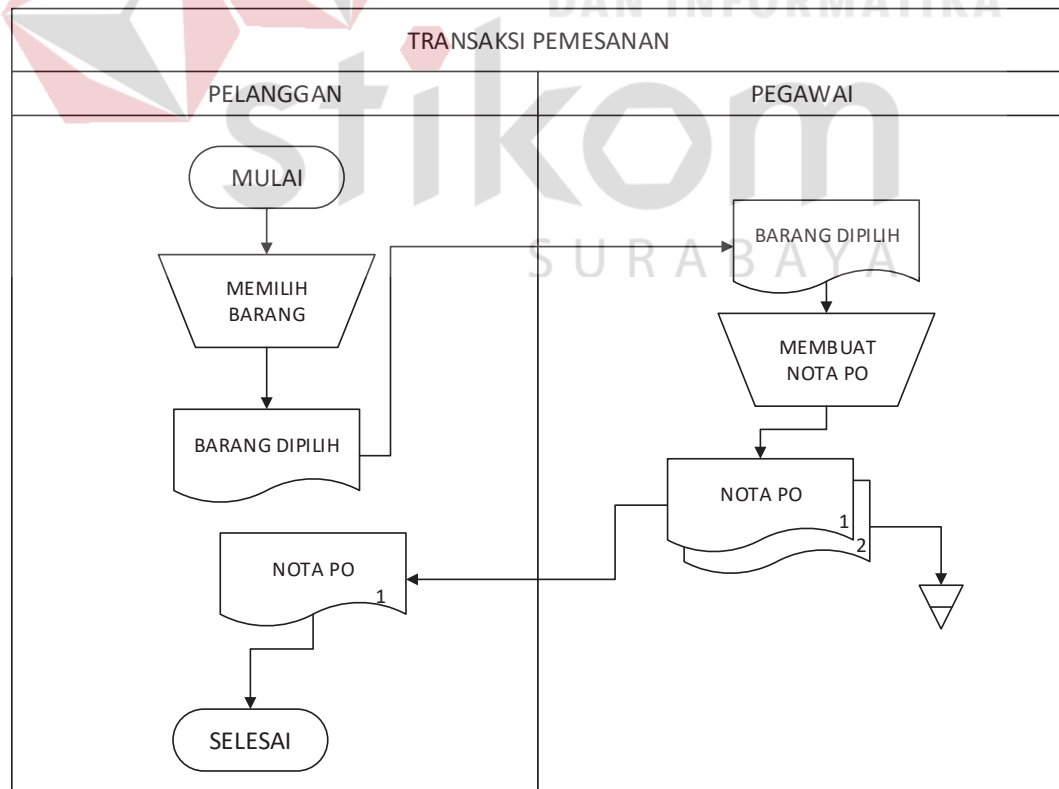 DAN INFORMATIKA
stikom
SURABAYA
TRANSAKSI PEMESANAN
PELANGGAN
PEGAWAI
MULAI
MEMILIH
BARANG
BARANG DIPILIH
BARANG DIPILIH
MEMBUAT
NOTA PO
NOTA PO
1
2
NOTA PO
1
SELESAI